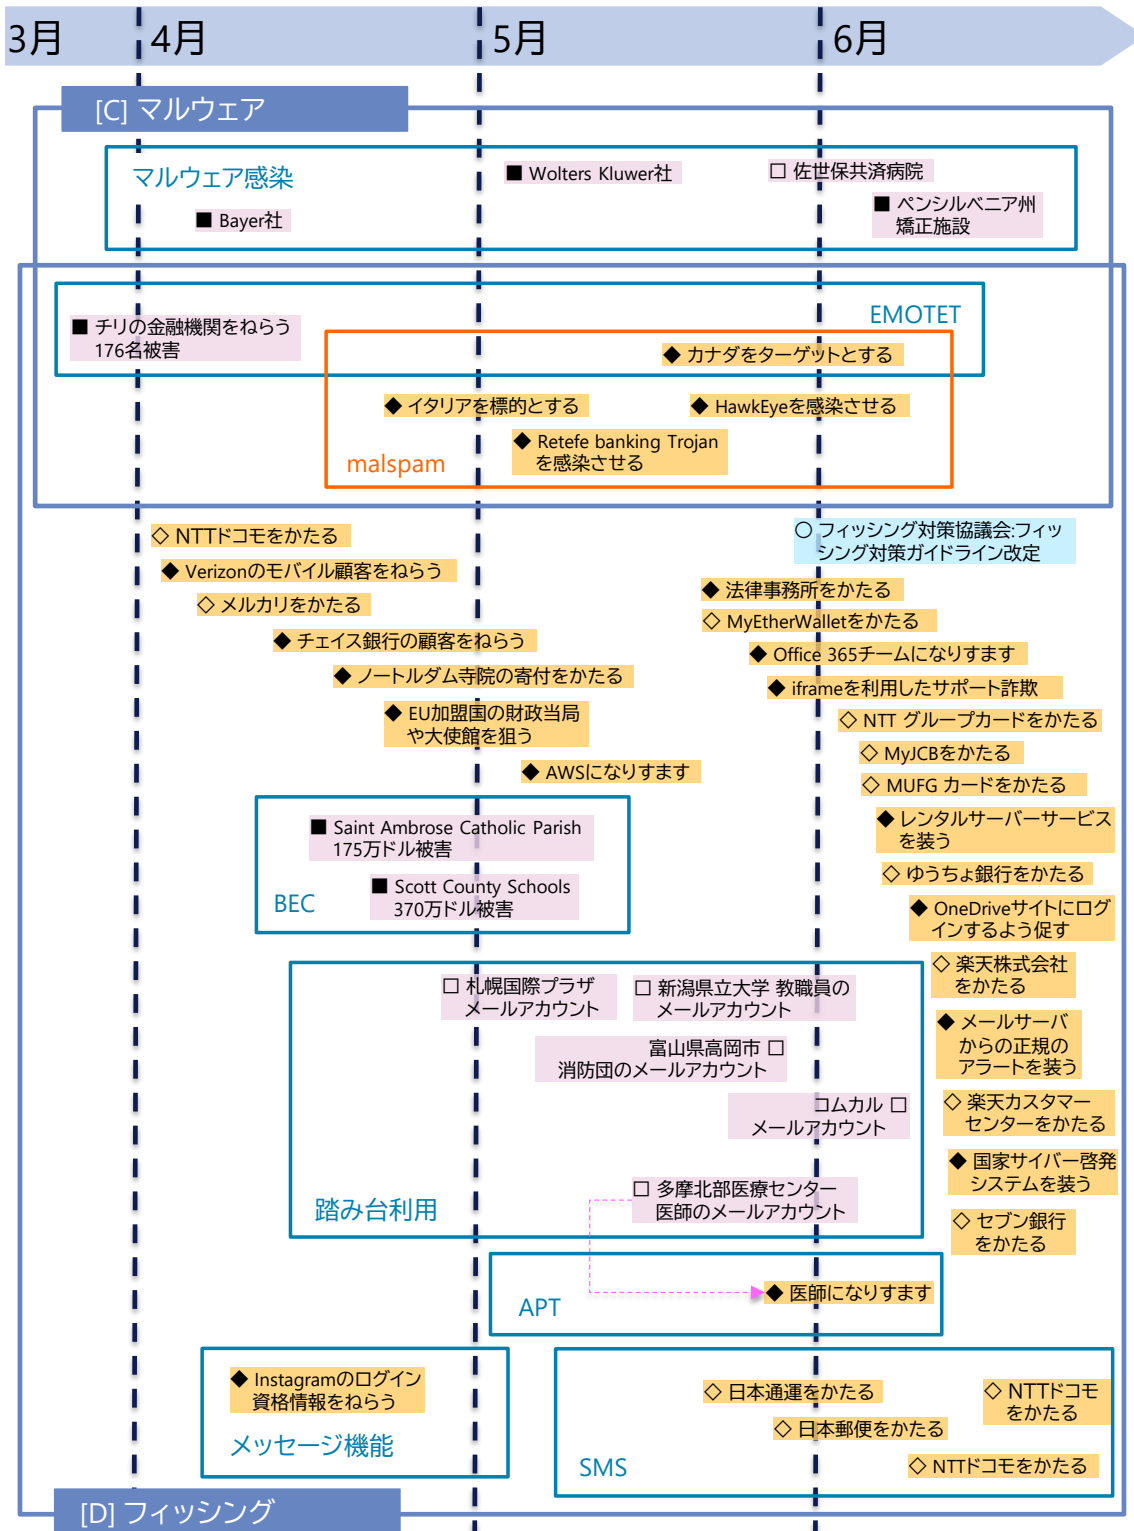 3月 4月 5月 6月
[C] マルウェア
マルウェア感染
■ Wolters Kluwer社
□ 佐世保共済病院
■ Bayer社
■ ペンシルベニア州
矯正施設
EMOTET
■ チリの金融機関をねらう
176名被害
◆ カナダをターゲットとする
◆ イタリアを標的とする
◆ HawkEyeを感染させる
◆ Retefe banking Trojan
を感染させる
malspam
◇ NTTドコモをかたる
○ フィッシング対策協議会:フィッ
シング対策ガイドライン改定
◆ Verizonのモバイル顧客をねらう
◆ 法律事務所をかたる
◇ メルカリをかたる
◇ MyEtherWalletをかたる
◆ チェイス銀行の顧客をねらう
◆ Office 365チームになりすます
◆ ノートルダム寺院の寄付をかたる
◆ iframeを利用したサポート詐欺
◆ EU加盟国の財政当局
や大使館を狙う
◇ NTT グループカードをかたる
◇ MyJCBをかたる
◆ AWSになりすます
◇ MUFG カードをかたる
■ Saint Ambrose Catholic Parish
175万ドル被害
◆ レンタルサーバーサービス
を装う
■ Scott County Schools
370万ドル被害
BEC
◇ ゆうちょ銀行をかたる
◆ OneDriveサイトにログ
インするよう促す
□ 札幌国際プラザ
メールアカウント
□ 新潟県立大学 教職員の
メールアカウント
◇ 楽天株式会社
をかたる
富山県高岡市 □
消防団のメールアカウント
◆ メールサーバ
からの正規の
アラートを装う
コムカル □
メールアカウント
◇ 楽天カスタマー
センターをかたる
□ 多摩北部医療センター
医師のメールアカウント
踏み台利用
◆ 国家サイバー啓発
システムを装う
◇ セブン銀行
をかたる
APT
◆ 医師になりすます
◆ Instagramのログイン
資格情報をねらう
メッセージ機能
◇ 日本通運をかたる
◇ NTTドコモ
をかたる
◇ 日本郵便をかたる
SMS
◇ NTTドコモをかたる
[D] フィッシング